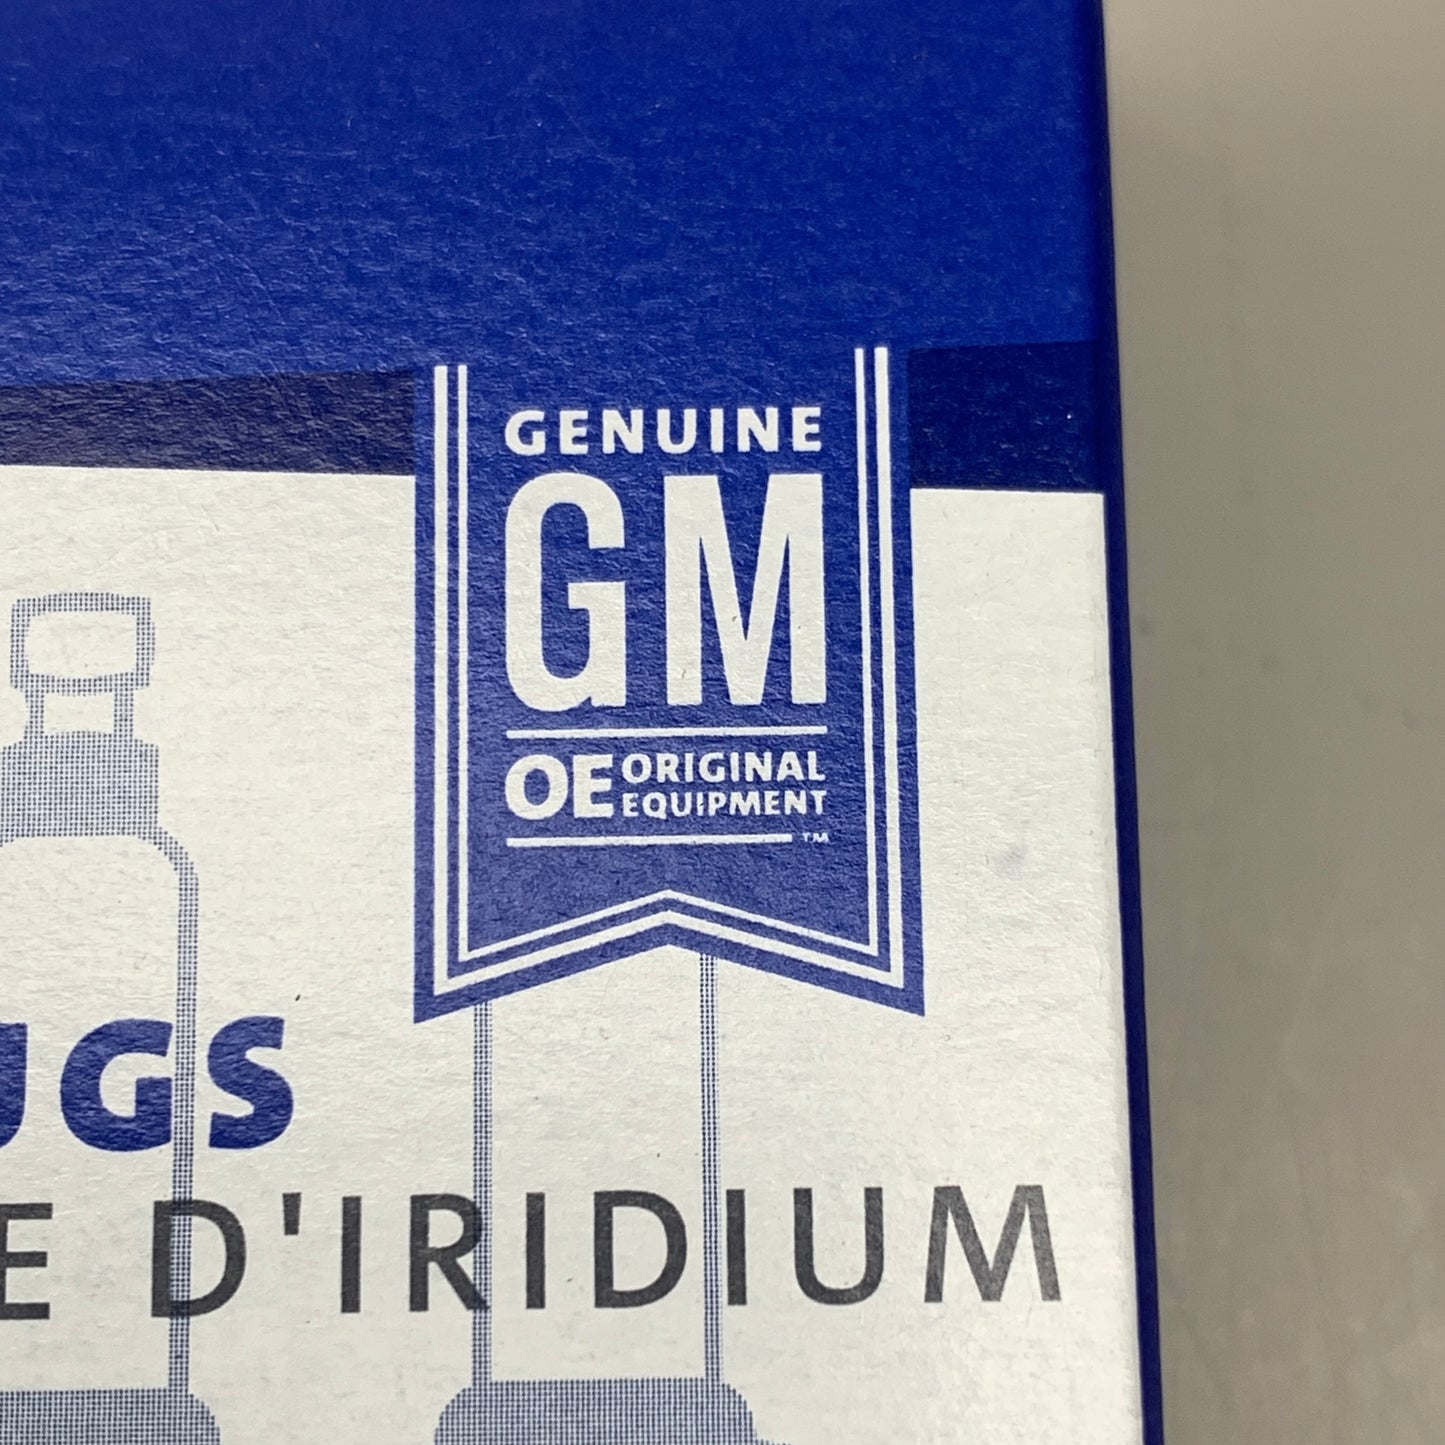 GENUINE
GM
OE ORIGINAL
EQUIPMENT ™
UGS
E D'IRIDIUM